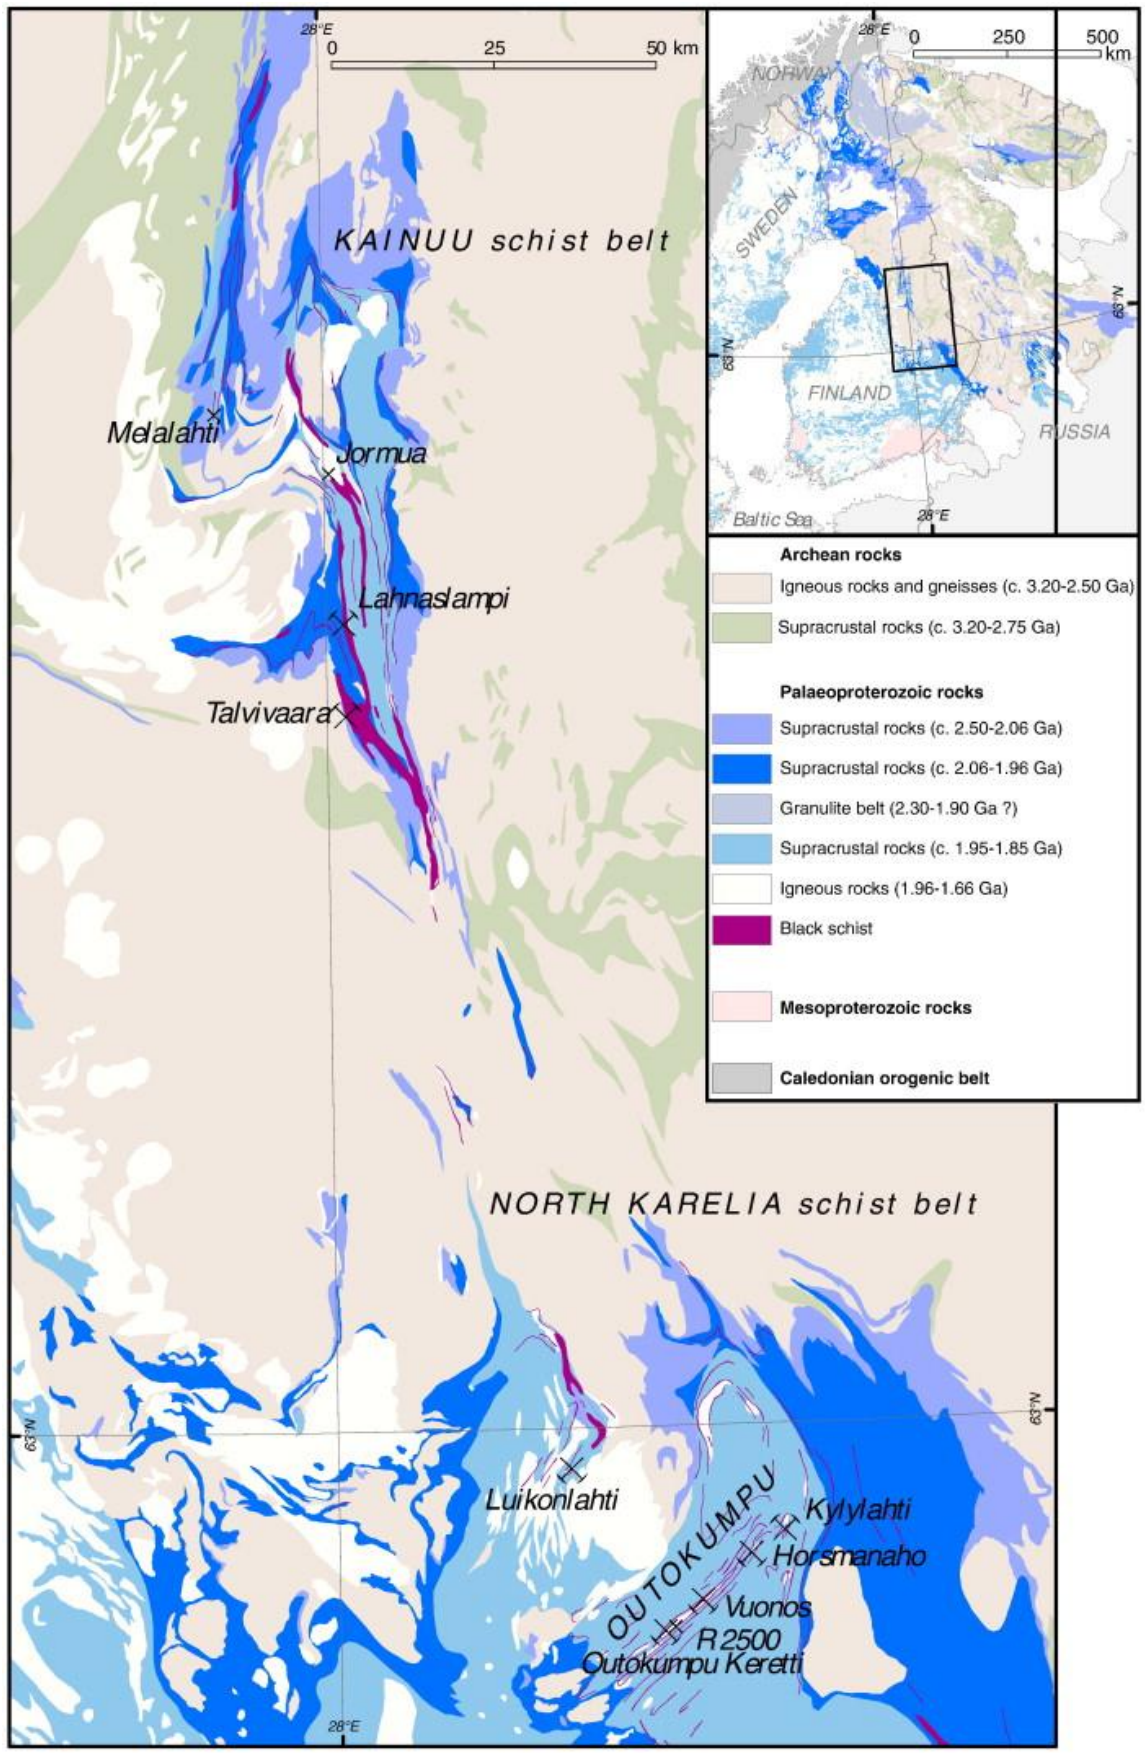 28°E
0 25 50 km
KAINUU schist belt
Melalahti
Jormua
Lahnaslampi
Talvivaara
NORTH KARELIA schist belt
63°N
63°N
Luikonlahti
OUTOKUMPU
Kylylahti
Horsmanaho
Vuonos
R2500
Outokumpu Keretti
28°E
28°E
0 250 500
km
NORWAY
SWEDEN
63°N
63°N
FINLAND
RUSSIA
Baltic Sea
28°E
Archean rocks
Igneous rocks and gneisses (c. 3.20-2.50 Ga)
Supracrustal rocks (c. 3.20-2.75 Ga)
Palaeoproterozoic rocks
Supracrustal rocks (c. 2.50-2.06 Ga)
Supracrustal rocks (c. 2.06-1.96 Ga)
Granulite belt (2.30-1.90 Ga ?)
Supracrustal rocks (c. 1.95-1.85 Ga)
Igneous rocks (1.96-1.66 Ga)
Black schist
Mesoproterozoic rocks
Caledonian orogenic belt